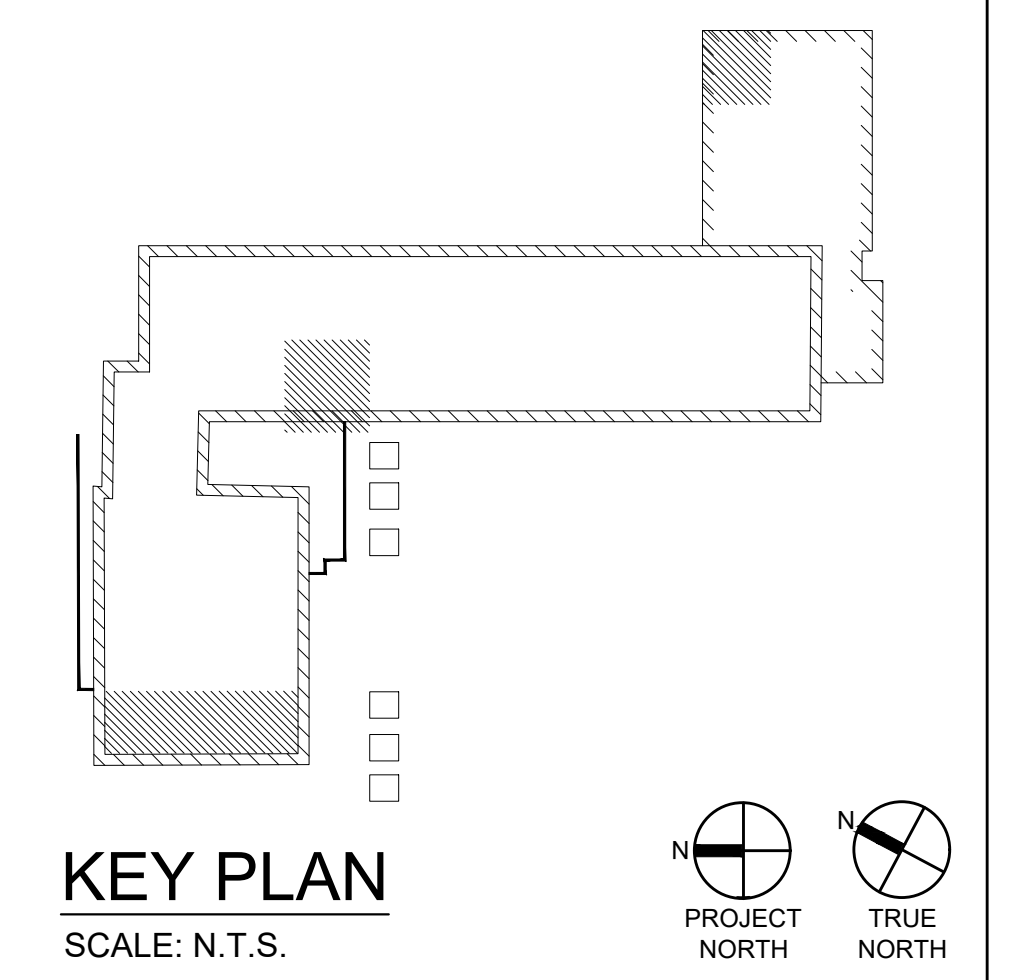 KEY PLAN
SCALE: N.T.S.
N
PROJECT
NORTH
N
TRUE
NORTH